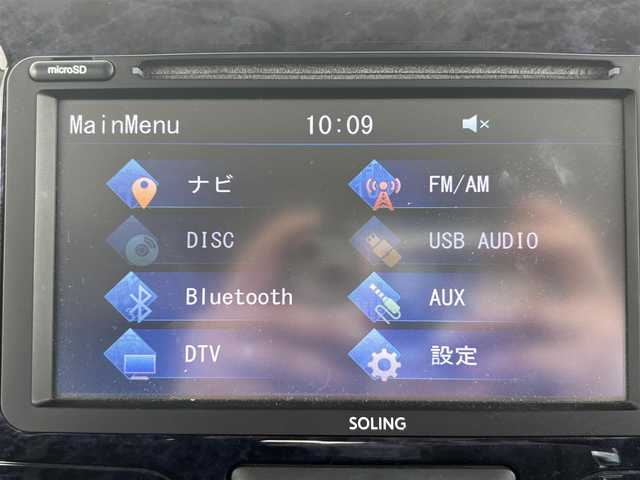 microSD
MainMenu 10:09
ナビ FM/AM
DISC USB AUDIO
Bluetooth AUX
DTV 設定
SOLING